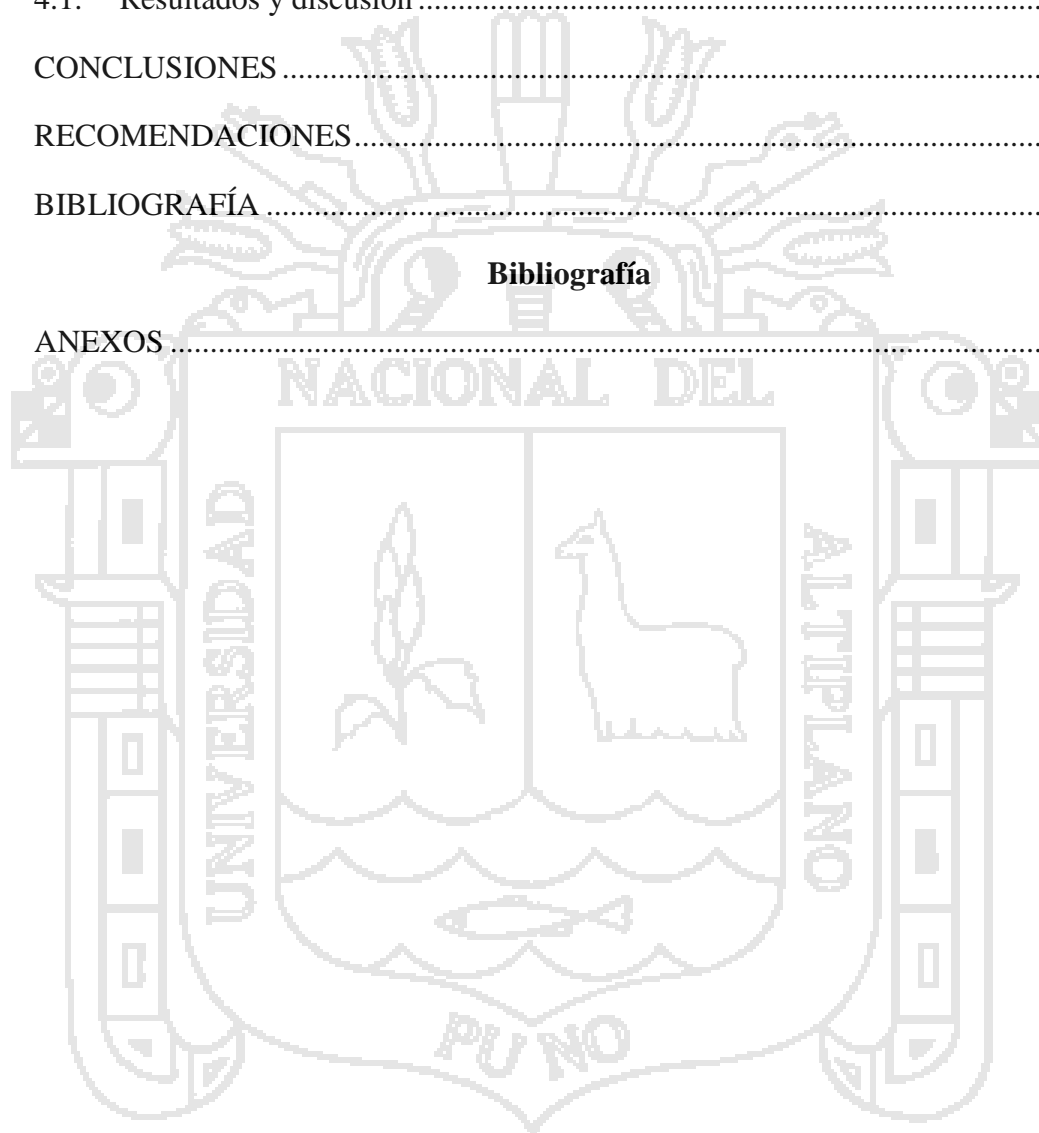 4.1. Resultados y discusión ........................................................................................
CONCLUSIONES ........................................................................................
RECOMENDACIONES ........................................................................................
BIBLIOGRAFÍA ........................................................................................
Bibliografía
ANEXOS ........................................................................................
NACIONAL DEL
UNIVERSIDAD
ALTIPLANO
PUNO